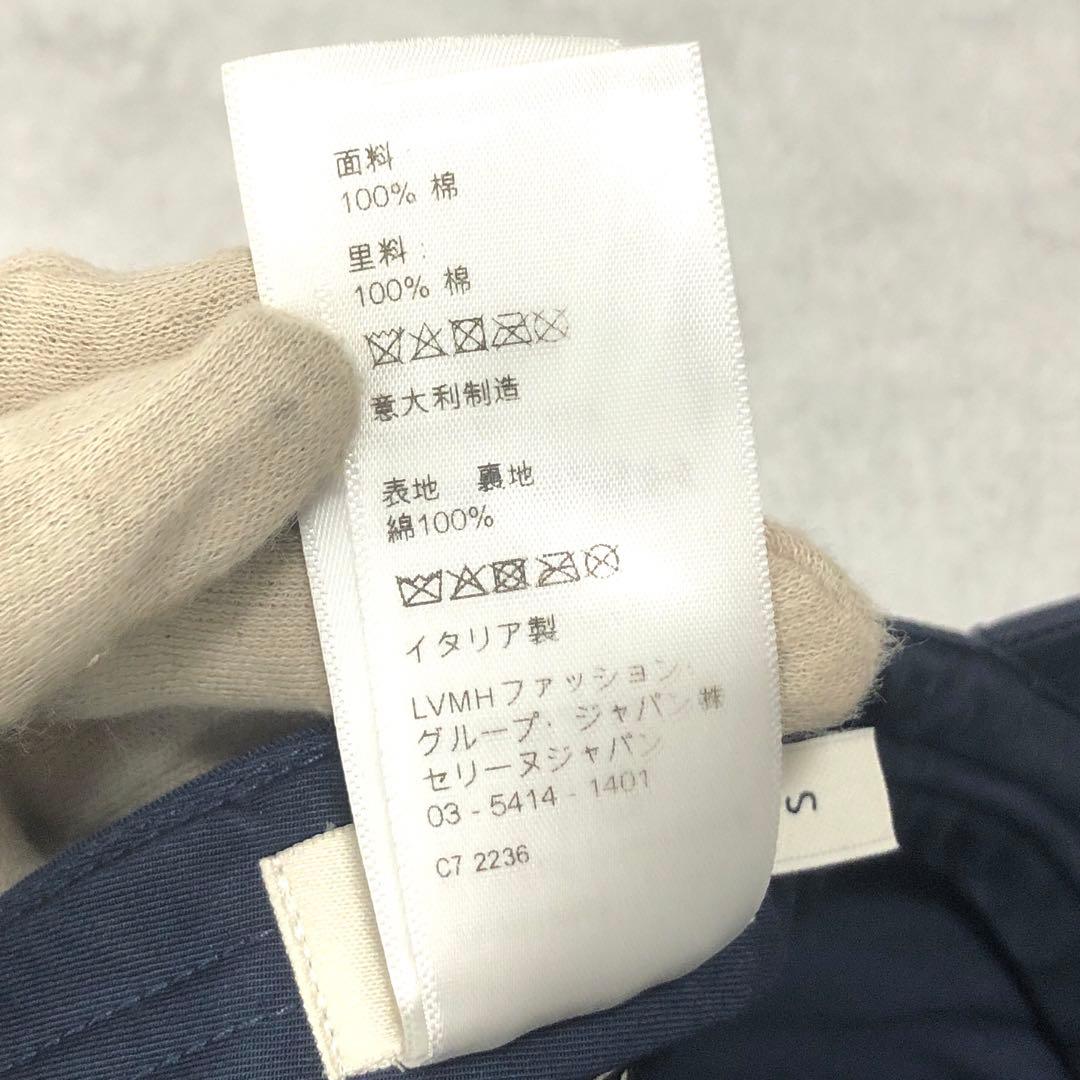 面料 :
100% 棉
里料 :
100% 棉
意大利制造
表地 裏地
綿100%
イタリア製
LVMHファッション・
グループ・ジャパン株
セリーヌジャパン
03 - 5414 - 1401
C7 2236
S